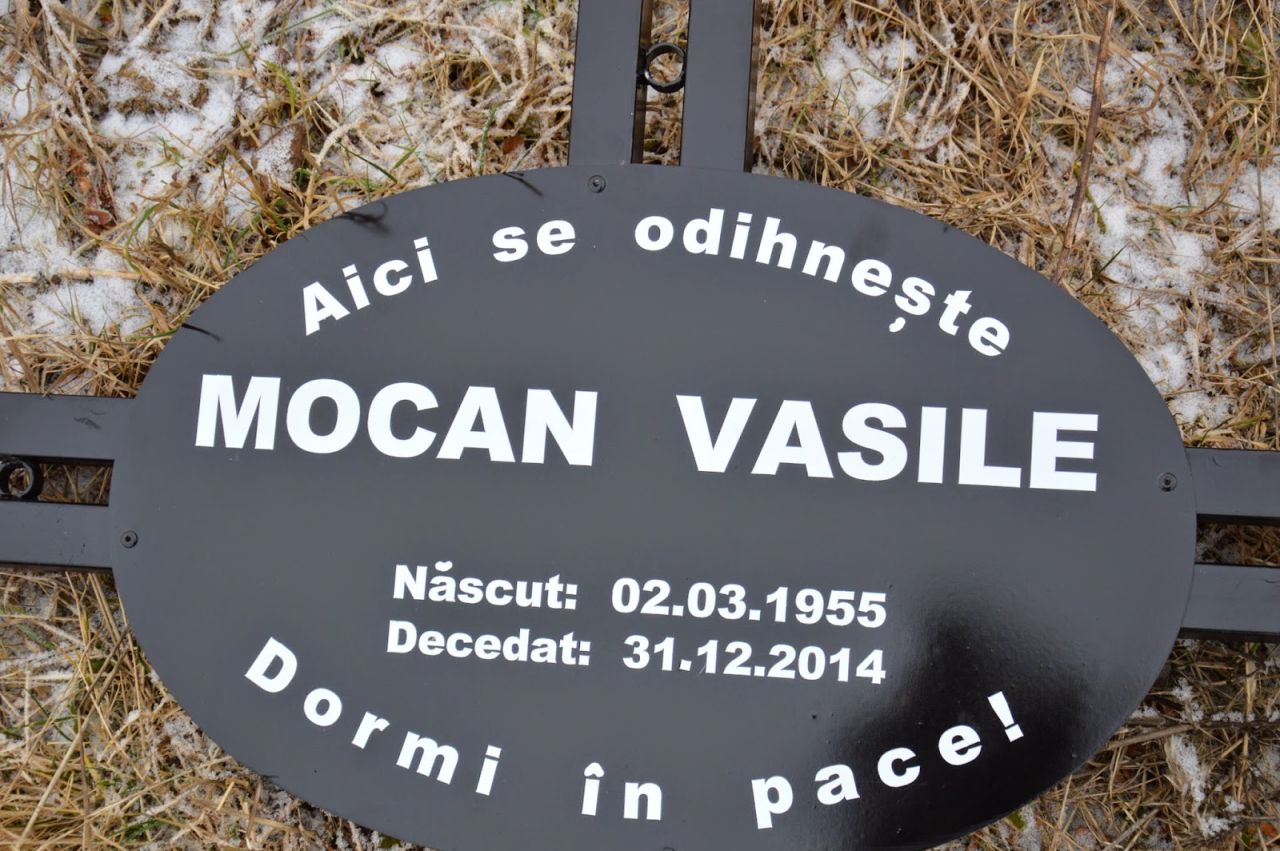 Aici se odihnește
MOCAN VASILE
Născut: 02.03.1955
Decedat: 31.12.2014
Dormi în pace!